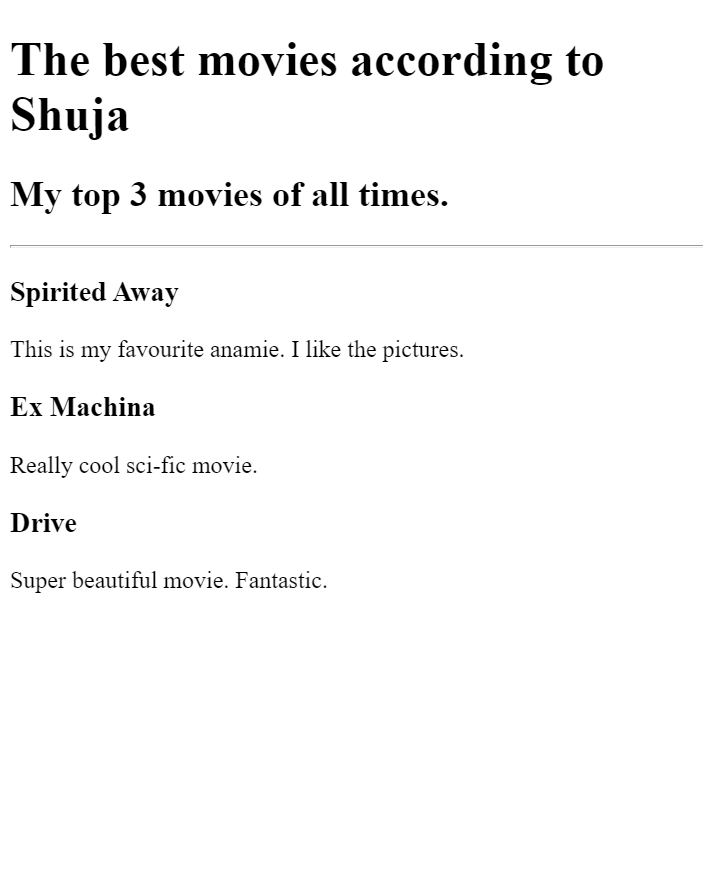 The best movies according to
Shuja
My top 3 movies of all times.
Spirited Away
This is my favourite anamie. I like the pictures.
Ex Machina
Really cool sci-fic movie.
Drive
Super beautiful movie. Fantastic.